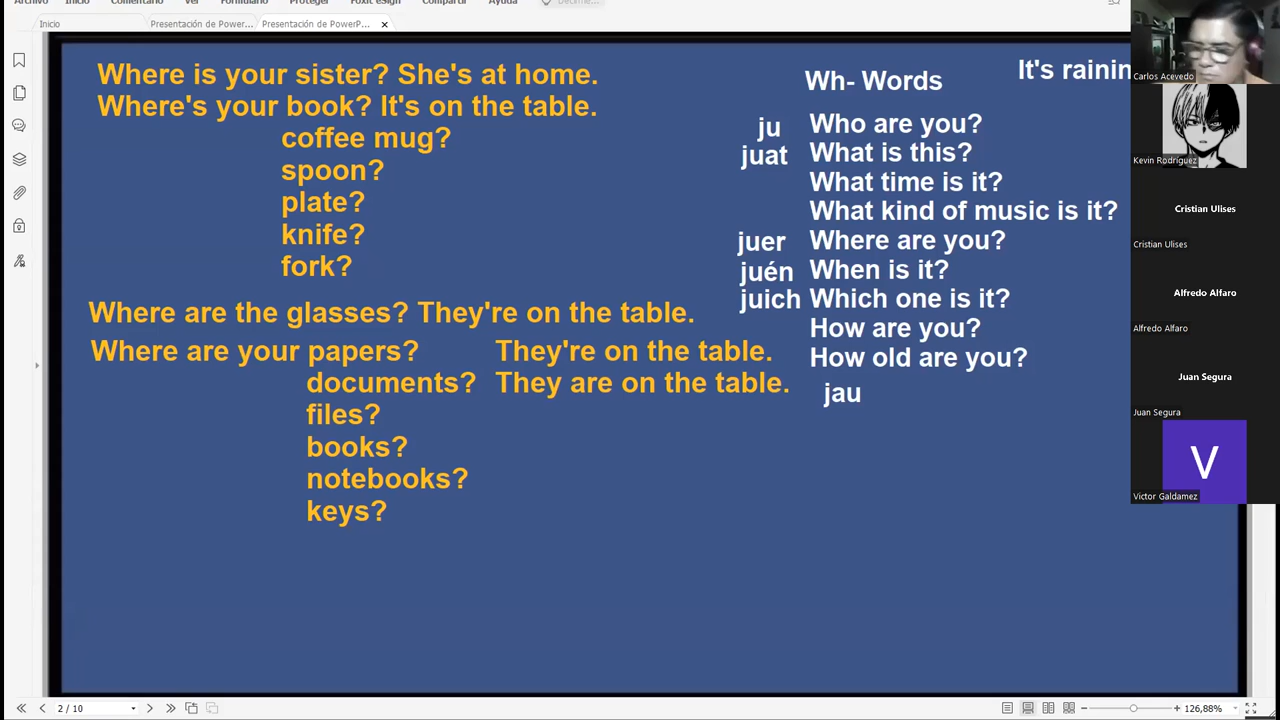 Archivo Inicio Comentario Ver Formulario Proteger Foxit eSign Compartir Ayuda
Inicio Presentación de Power... Presentación de PowerP...
Where is your sister? She's at home.
Where's your book? It's on the table.
coffee mug?
spoon?
plate?
knife?
fork?
Where are the glasses? They're on the table.
Where are your papers? They're on the table.
documents? They are on the table.
files?
books?
notebooks?
keys?
It's rainin
Wh- Words
ju Who are you?
juat What is this?
What time is it?
What kind of music is it?
juer Where are you?
juén When is it?
juich Which one is it?
How are you?
How old are you?
jau
Carlos Acevedo
Kevin Rodríguez
Cristian Ulises
Cristian Ulises
Alfredo Alfaro
Alfredo Alfaro
Juan Segura
Juan Segura
V
Victor Galdamez
2 / 10
126,88%